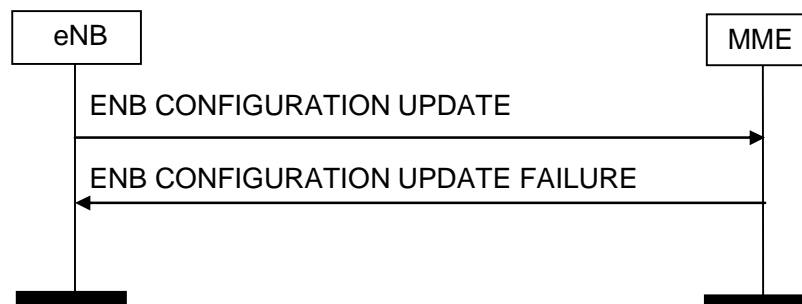 eNB
MME
ENB CONFIGURATION UPDATE
ENB CONFIGURATION UPDATE FAILURE